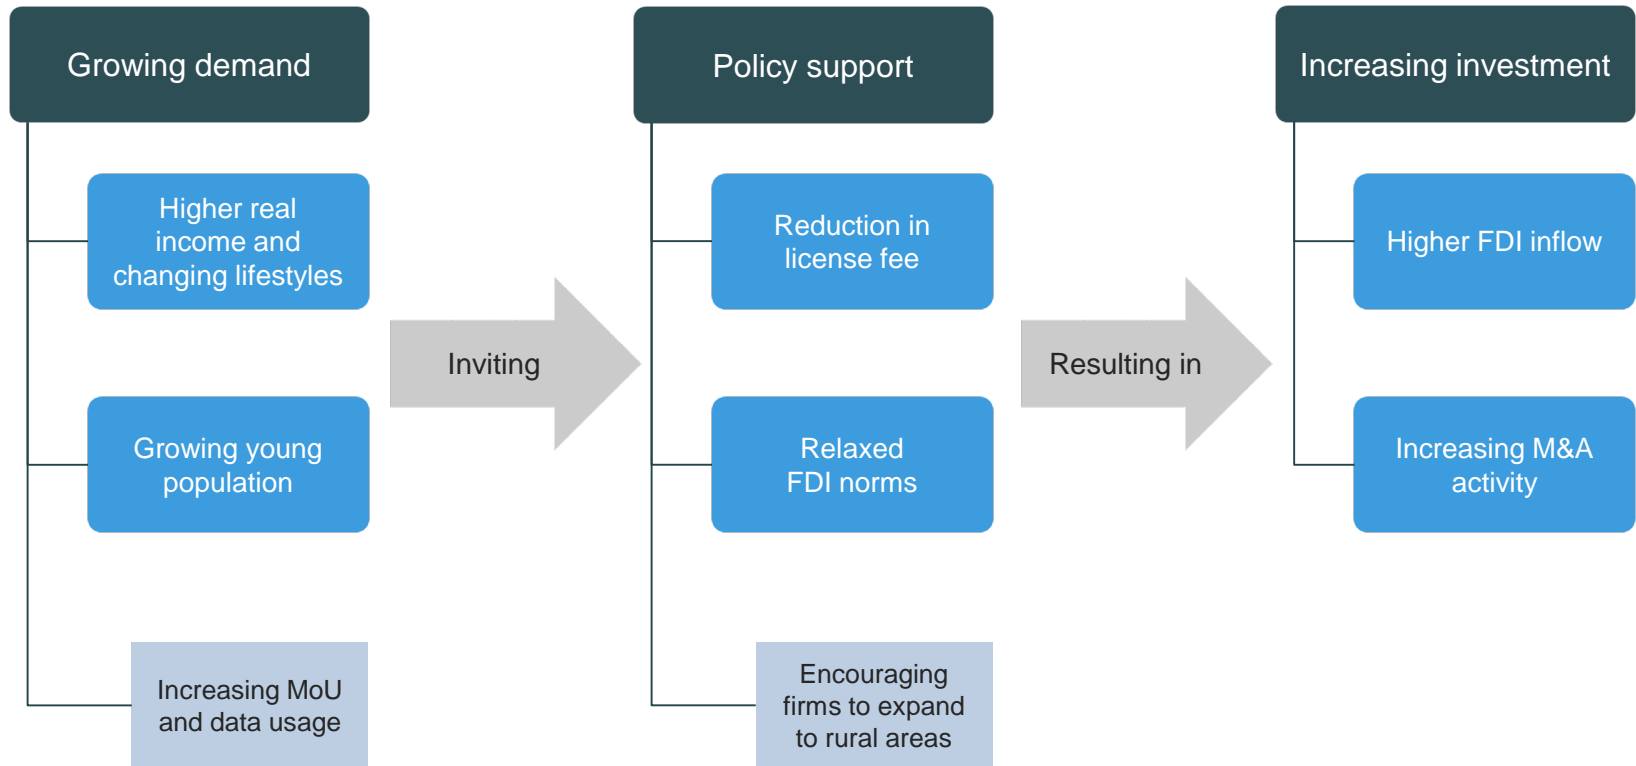 Growing demand
Higher real
income and
changing lifestyles
Growing young
population
Increasing MoU
and data usage
Inviting
Policy support
Reduction in
license fee
Relaxed
FDI norms
Encouraging
firms to expand
to rural areas
Resulting in
Increasing investment
Higher FDI inflow
Increasing M&A
activity